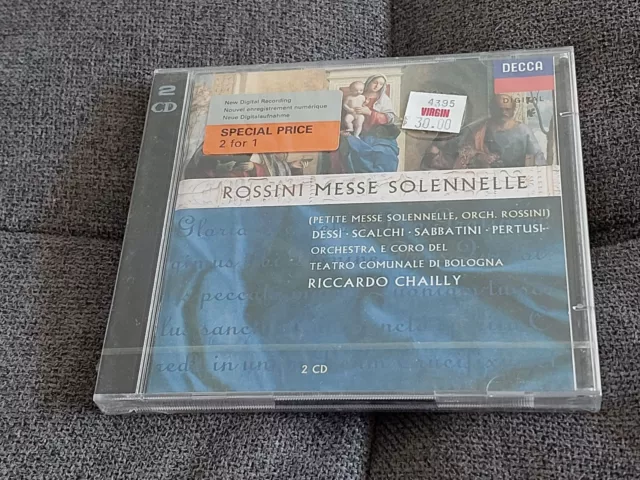 2
CD
New Digital Recording
Nouvel enregistrement numérique
Neue Digitalaufnahme
SPECIAL PRICE
2 for 1
4395
VIRGIN
£ 30.00
DECCA
DIGITAL
ROSSINI MESSE SOLENNELLE
(PETITE MESSE SOLENNELLE, ORCH. ROSSINI)
DESSÌ · SCALCHI · SABBATINI · PERTUSI
ORCHESTRA E CORO DEL
TEATRO COMUNALE DI BOLOGNA
RICCARDO CHAILLY
Gloria
2 CD